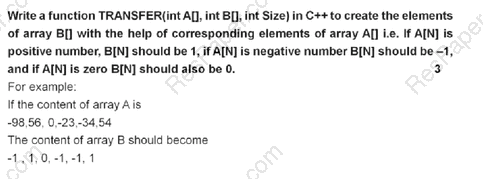 Write a function TRANSFER(int A[], int B[], int Size) in C++ to create the elements
of array B[] with the help of corresponding elements of array A[] i.e. If A[N] is
positive number, B[N] should be 1, if A[N] is negative number B[N] should be –1,
and if A[N] is zero B[N] should also be 0. 3
For example:
If the content of array A is
-98,56, 0,-23,-34,54
The content of array B should become
-1 , 1, 0, -1, -1, 1